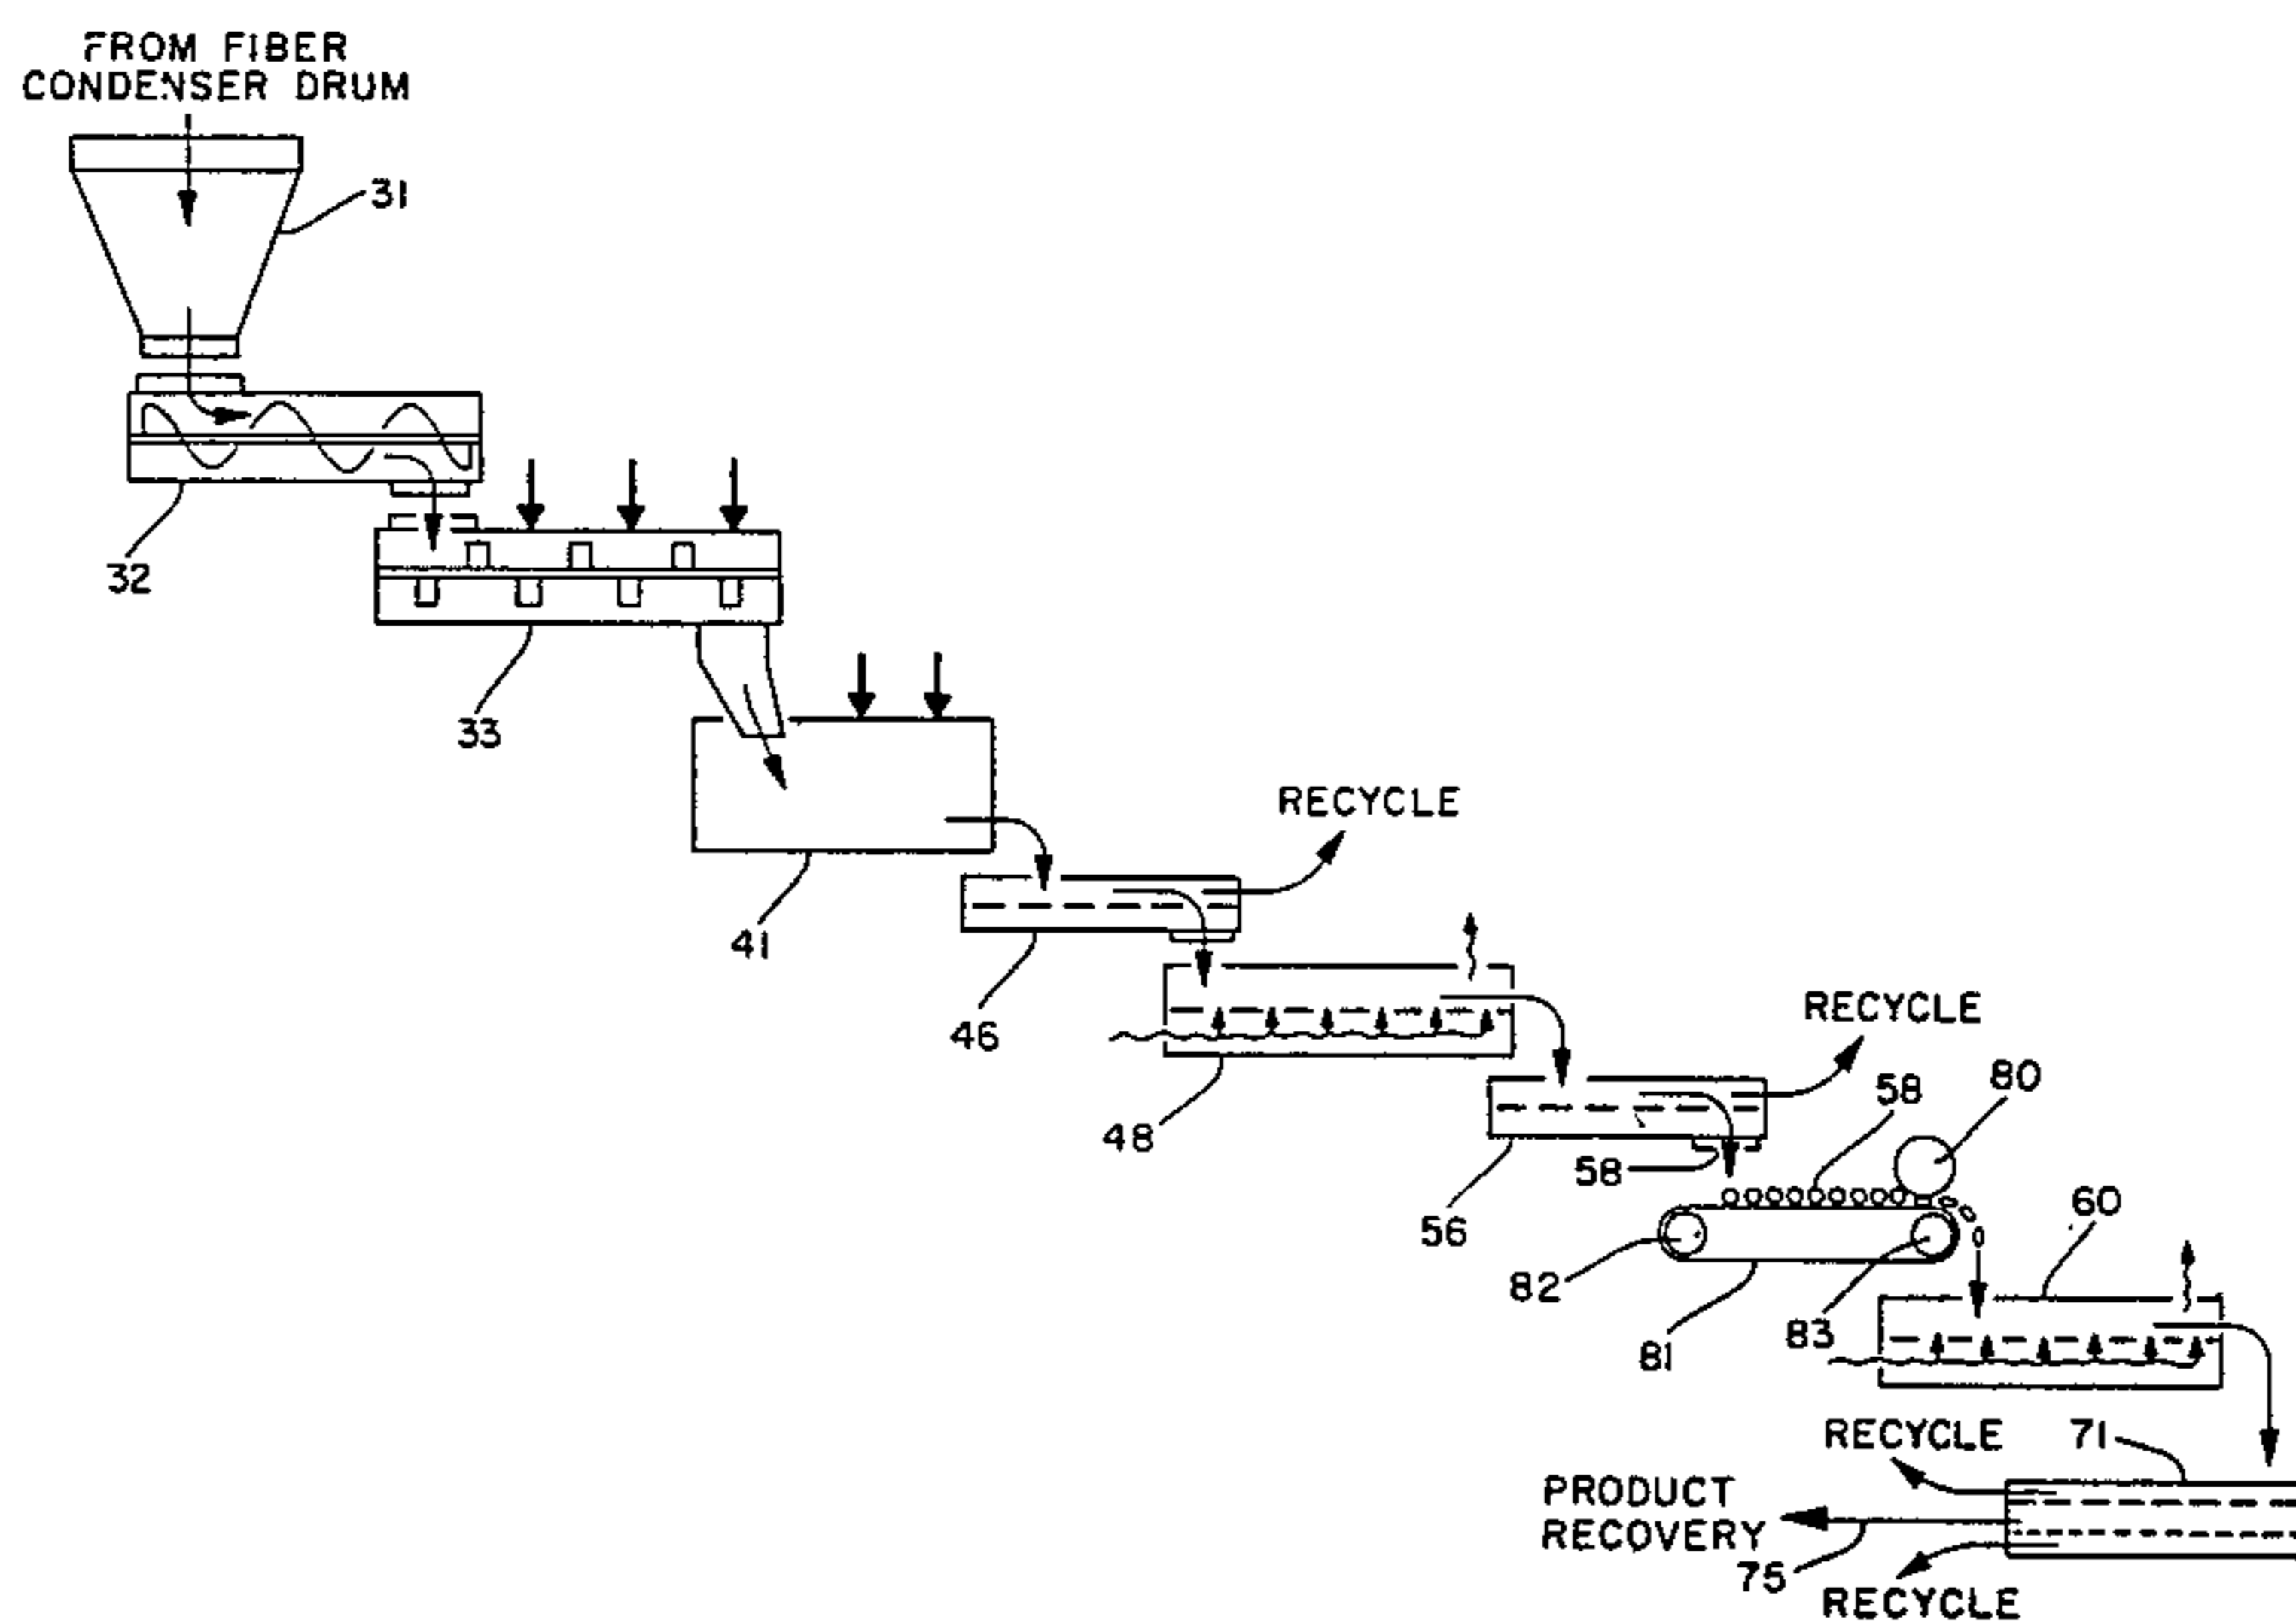 FROM FIBER
CONDENSER DRUM
31
32
33
41
RECYCLE
46
48
RECYCLE
58
80
58
56
60
82
81
83
RECYCLE
71
PRODUCT
RECOVERY
75
RECYCLE